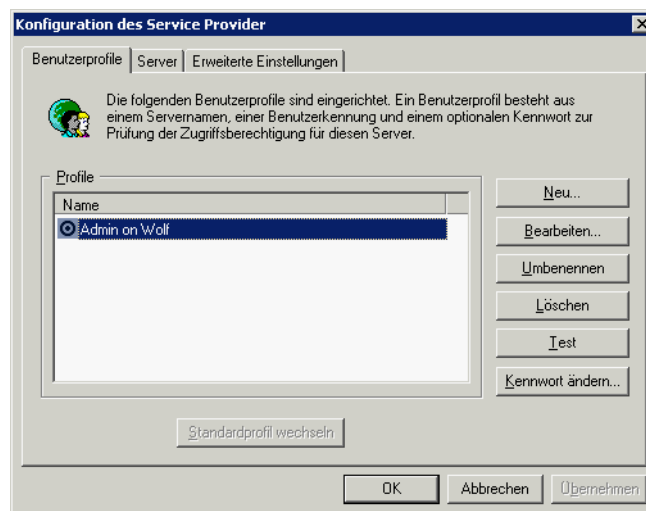 Konfiguration des Service Provider
Benutzerprofile Server Erweiterte Einstellungen
Die folgenden Benutzerprofile sind eingerichtet. Ein Benutzerprofil besteht aus
einem Servernamen, einer Benutzerkennung und einem optionalen Kennwort zur
Prüfung der Zugriffsberechtigung für diesen Server.
Profile
Name
Admin on Wolf
Neu...
Bearbeiten...
Umbenennen
Löschen
Test
Kennwort ändern...
Standardprofil wechseln
OK Abbrechen Übernehmen